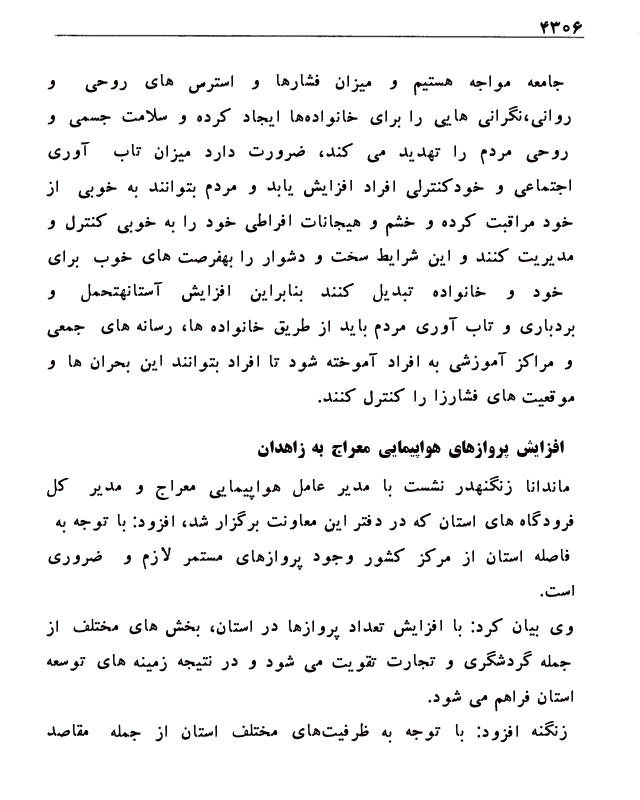 ۴۳۰۶
جامعه مواجه هستیم و میزان فشارها و استرس های روحی و
روانی،نگرانی هایی را برای خانواده‌ها ایجاد کرده و سلامت جسمی و
روحی مردم را تهدید می کند، ضرورت دارد میزان تاب آوری
اجتماعی و خودکنترلی افراد افزایش یابد و مردم بتوانند به خوبی از
خود مراقبت کرده و خشم و هیجانات افراطی خود را به خوبی کنترل و
مدیریت کنند و این شرایط سخت و دشوار را بهفرصت های خوب برای
خود و خانواده تبدیل کنند بنابراین افزایش آستانهتحمل و
بردباری و تاب آوری مردم باید از طریق خانواده ها، رسانه های جمعی
و مراکز آموزشی به افراد آموخته شود تا افراد بتوانند این بحران ها و
موقعیت های فشارزا را کنترل کنند.
افزایش پروازهای هواپیمایی معراج به زاهدان
ماندانا زنگنهدر نشست با مدیر عامل هواپیمایی معراج و مدیر کل
فرودگاه های استان که در دفتر این معاونت برگزار شد، افزود: با توجه به
فاصله استان از مرکز کشور وجود پروازهای مستمر لازم و ضروری
است.
وی بیان کرد: با افزایش تعداد پروازها در استان، بخش های مختلف از
جمله گردشگری و تجارت تقویت می شود و در نتیجه زمینه های توسعه
استان فراهم می شود.
زنگنه افزود: با توجه به ظرفیت‌های مختلف استان از جمله مقاصد